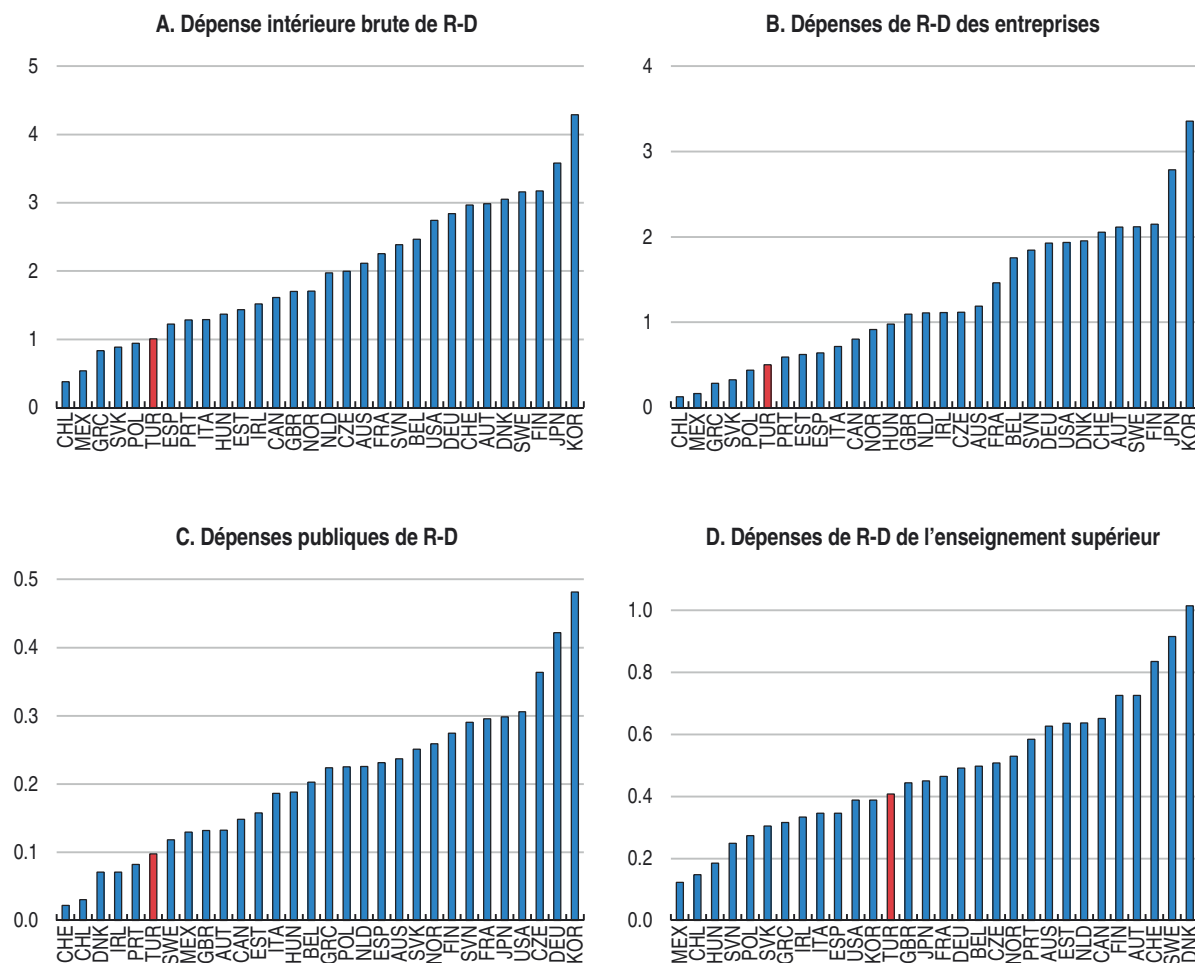 A. Dépense intérieure brute de R-D
5
4
3
2
1
0
CHL MEX GRC SVK POL TUR ESP PRT ITA HUN EST IRL CAN GBR NOR NLD CZE AUS FRA SVN BEL USA DEU CHE AUT DNK SWE FIN JPN KOR
B. Dépenses de R-D des entreprises
4
3
2
1
0
CHL MEX GRC SVK POL TUR PRT EST ESP ITA CAN NOR HUN GBR NLD IRL CZE AUS FRA BEL SVN DEU USA DNK CHE AUT SWE FIN JPN KOR
C. Dépenses publiques de R-D
0.5
0.4
0.3
0.2
0.1
0.0
CHE CHL DNK IRL PRT TUR SWE MEX GBR AUT CAN EST ITA HUN BEL GRC POL NLD ESP AUS SVK NOR FIN SVN FRA JPN USA CZE DEU KOR
D. Dépenses de R-D de l'enseignement supérieur
1.0
0.8
0.6
0.4
0.2
0.0
MEX CHL HUN SVN POL SVK GRC IRL ITA ESP USA KOR TUR GBR JPN FRA DEU BEL CZE NOR PRT AUS EST NLD CAN FIN AUT CHE SWE DNK